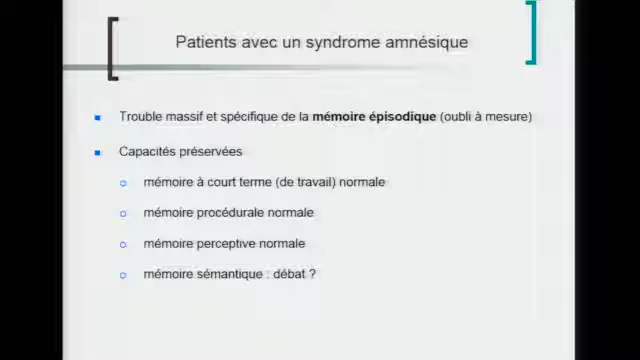 Patients avec un syndrome amnésique
Trouble massif et spécifique de la mémoire épisodique (oubli à mesure)
Capacités préservées
mémoire à court terme (de travail) normale
mémoire procédurale normale
mémoire perceptive normale
mémoire sémantique : débat ?